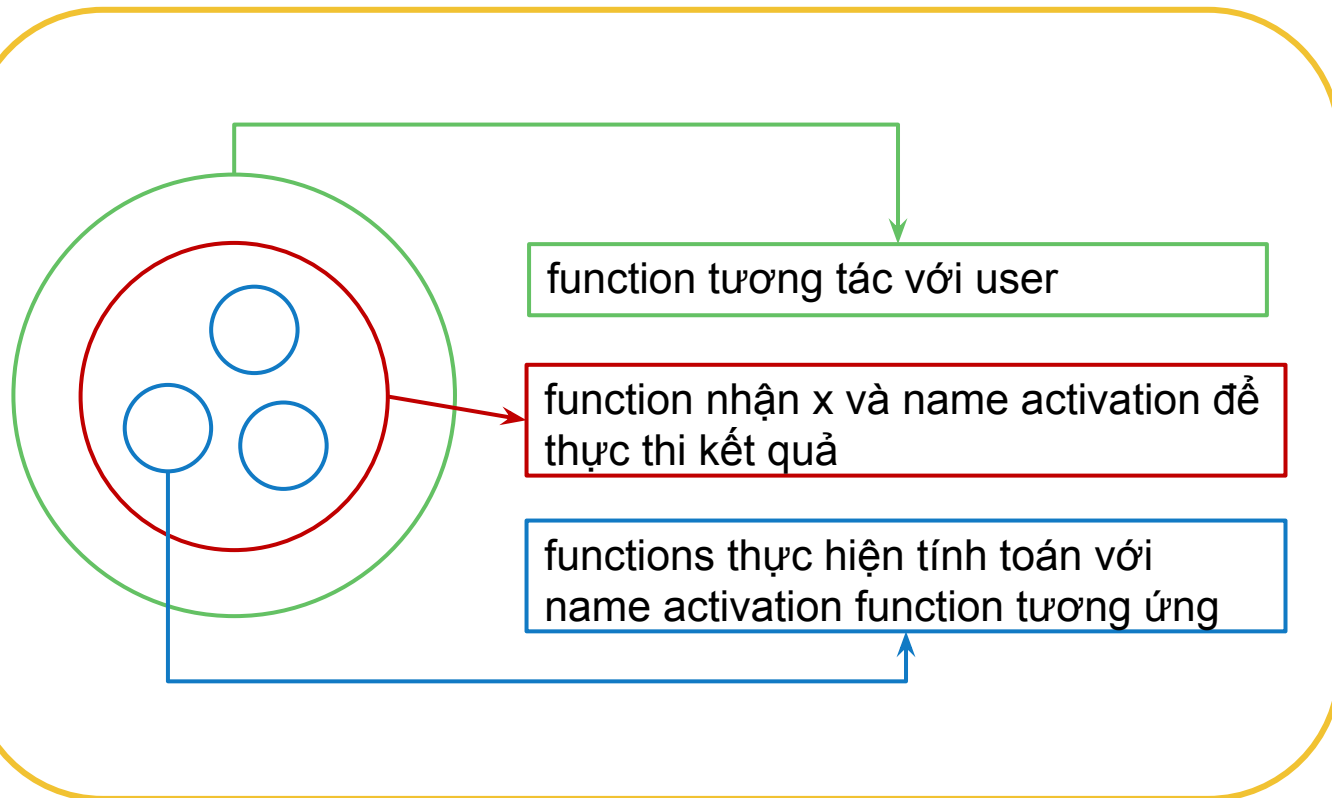 function tương tác với user
function nhận x và name activation để
thực thi kết quả
functions thực hiện tính toán với
name activation function tương ứng